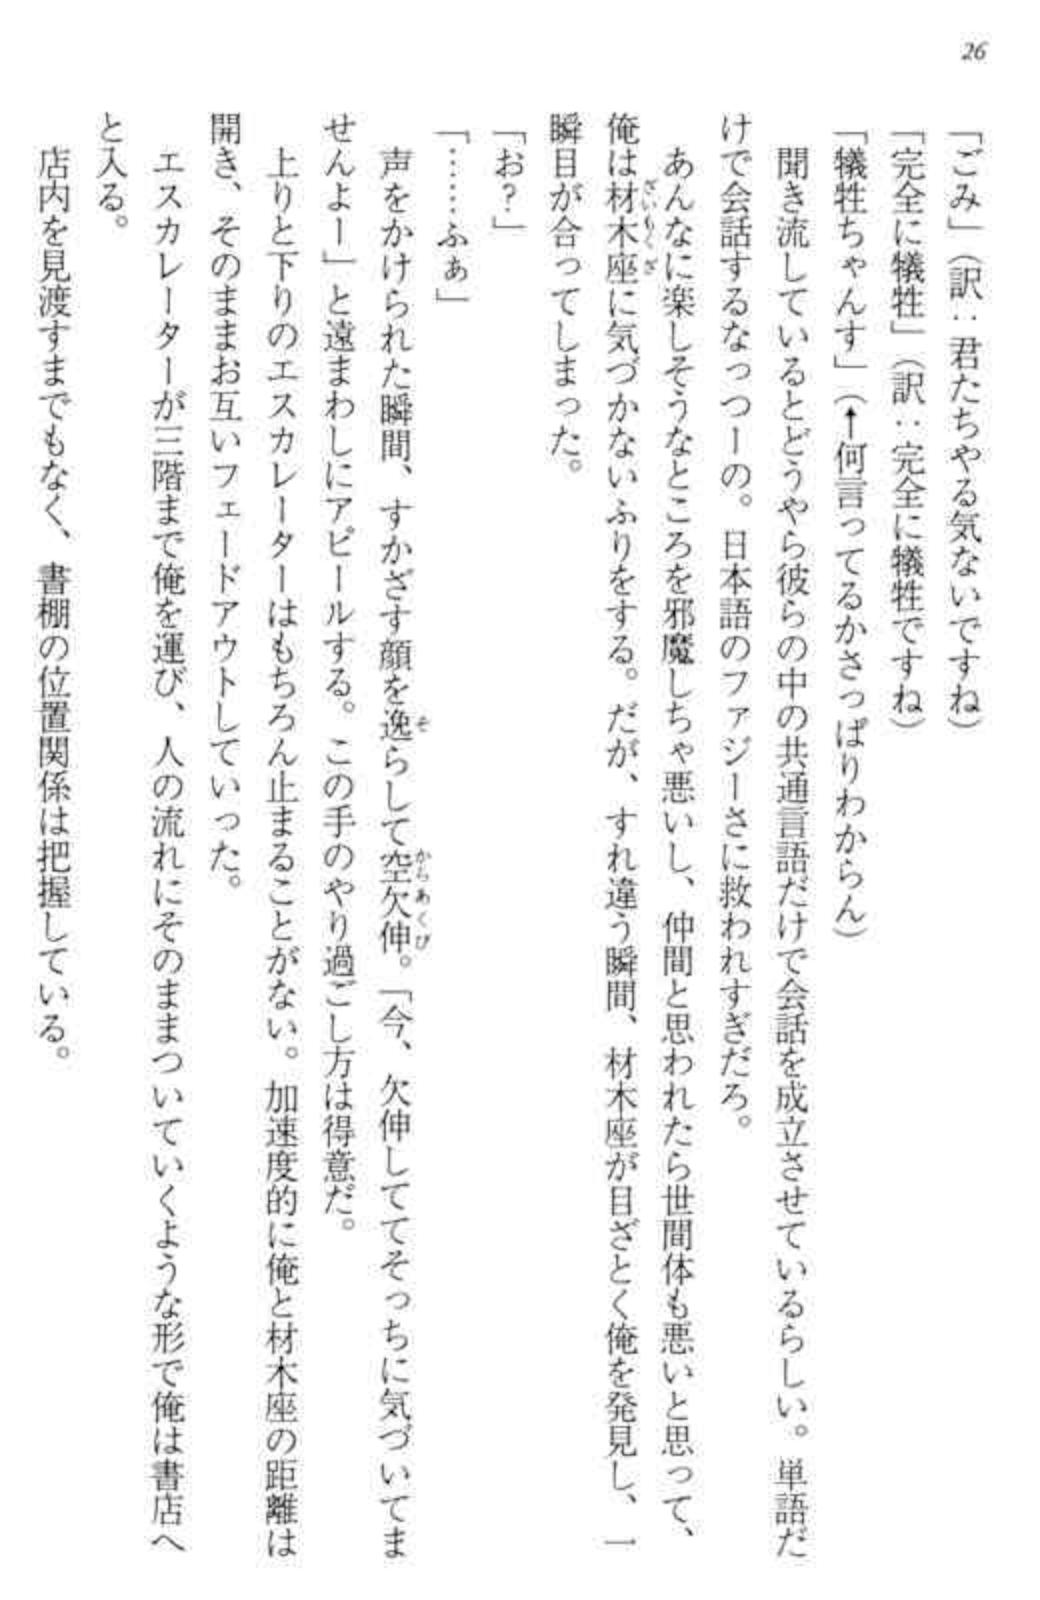 26
「ごみ」（訳：君たちやる気ないですね）
「完全に犠牲」（訳：完全に犠牲ですね）
「犠牲ちゃんす」（↑何言ってるかさっぱりわからん）
聞き流しているとどうやら彼らの中の共通言語だけで会話を成立させているらしい。単語だ
けで会話するなっつーの。日本語のファジーさに救われすぎだろ。
あんなに楽しそうなところを邪魔しちゃ悪いし、仲間と思われたら世間体も悪いと思って、
俺は材木座に気づかないふりをする。だが、すれ違う瞬間、材木座が目ざとく俺を発見し、一
瞬目が合ってしまった。
「お？」
「……ふぁ」
声をかけられた瞬間、すかざす顔を逸らして空欠伸。「今、欠伸しててそっちに気づいてま
せんよー」と遠まわしにアピールする。この手のやり過ごし方は得意だ。
上りと下りのエスカレーターはもちろん止まることがない。加速度的に俺と材木座の距離は
開き、そのままお互いフェードアウトしていった。
エスカレーターが三階まで俺を運び、人の流れにそのままついていくような形で俺は書店へ
と入る。
店内を見渡すまでもなく、書棚の位置関係は把握している。